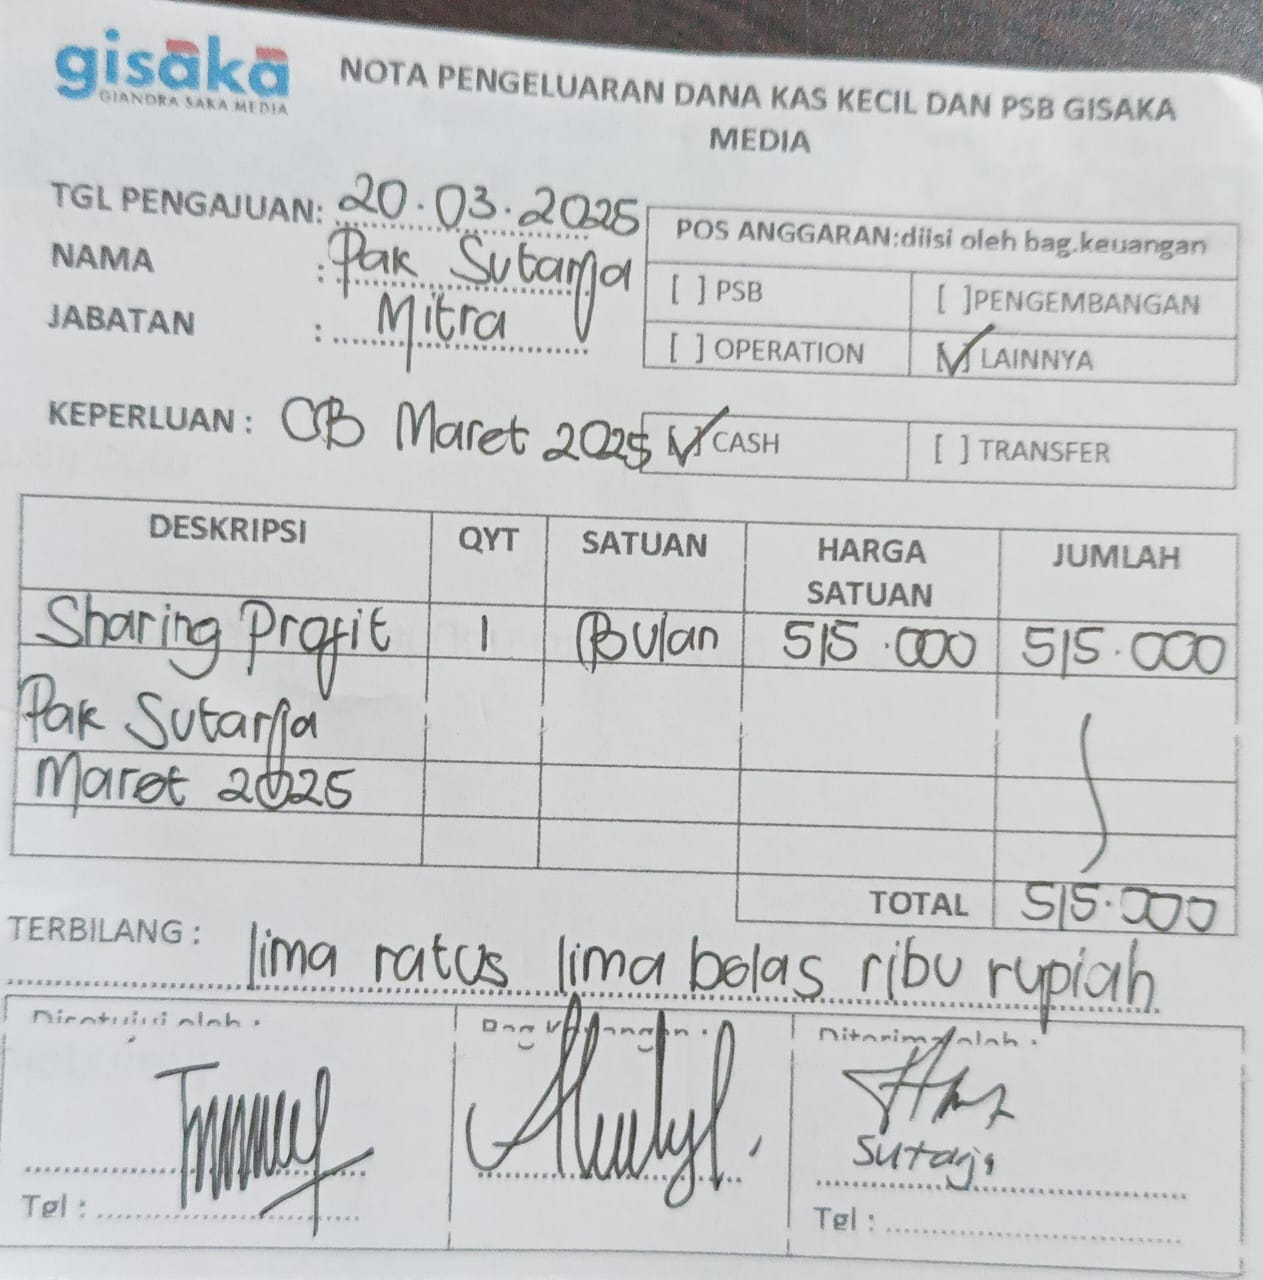 gisaka
GIANDRA SAKA MEDIA
NOTA PENGELUARAN DANA KAS KECIL DAN PSB GISAKA
MEDIA
TGL PENGAJUAN: 20.03.2025
NAMA : Pak Sutarja
JABATAN : Mitra
POS ANGGARAN:diisi oleh bag.keuangan
[ ] PSB [ ]PENGEMBANGAN
[ ] OPERATION [✓] LAINNYA
KEPERLUAN : CB Maret 2025 [✓] CASH [ ] TRANSFER
DESKRIPSI QYT SATUAN HARGA SATUAN JUMLAH
Sharing Profit 1 Bulan 515.000 515.000
Pak Sutarja
Maret 2025
TOTAL 515.000
TERBILANG : lima ratus lima belas ribu rupiah
Disetujui oleh : Bag Keuangan : Diterima oleh :
Sutarja
Tgl : Tgl :